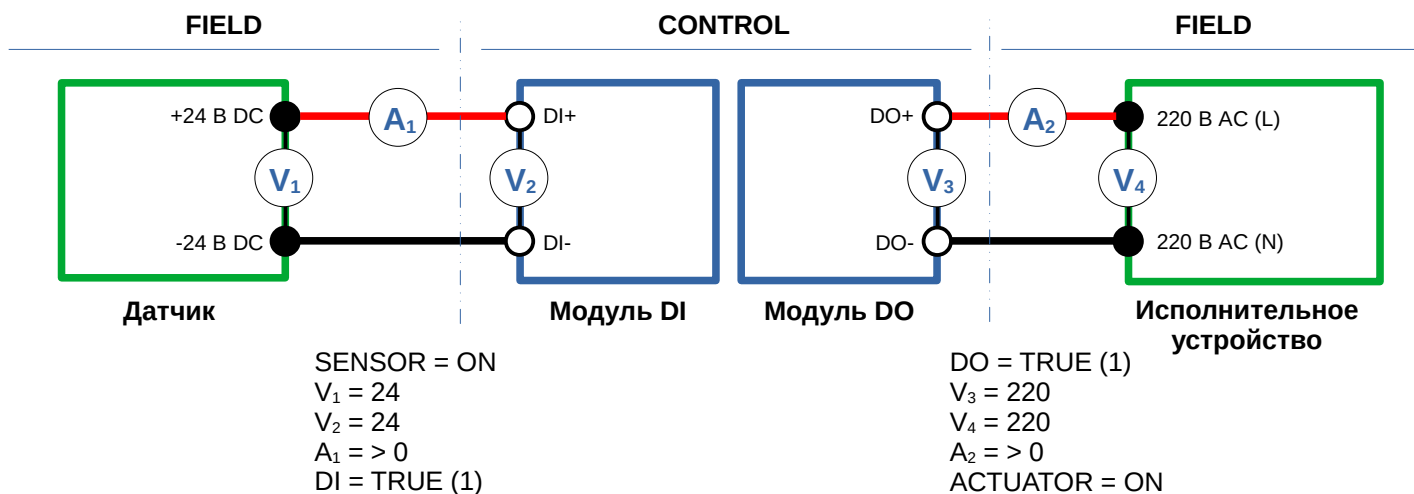 FIELD
CONTROL
FIELD
+24 В DC
A₁
DI+
DO+
A₂
220 В AC (L)
V₁
V₂
V₃
V₄
-24 В DC
DI-
DO-
220 В AC (N)
Датчик
Модуль DI
Модуль DO
Исполнительное
устройство
SENSOR = ON
V₁ = 24
V₂ = 24
A₁ = > 0
DI = TRUE (1)
DO = TRUE (1)
V₃ = 220
V₄ = 220
A₂ = > 0
ACTUATOR = ON